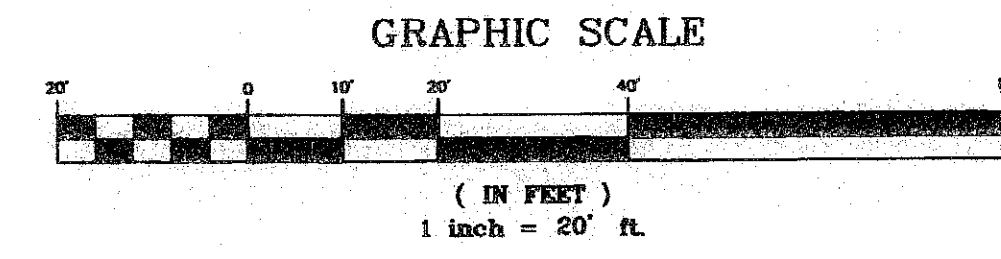 GRAPHIC SCALE
20' 0 10' 20' 40'
( IN FEET )
1 inch = 20' ft.